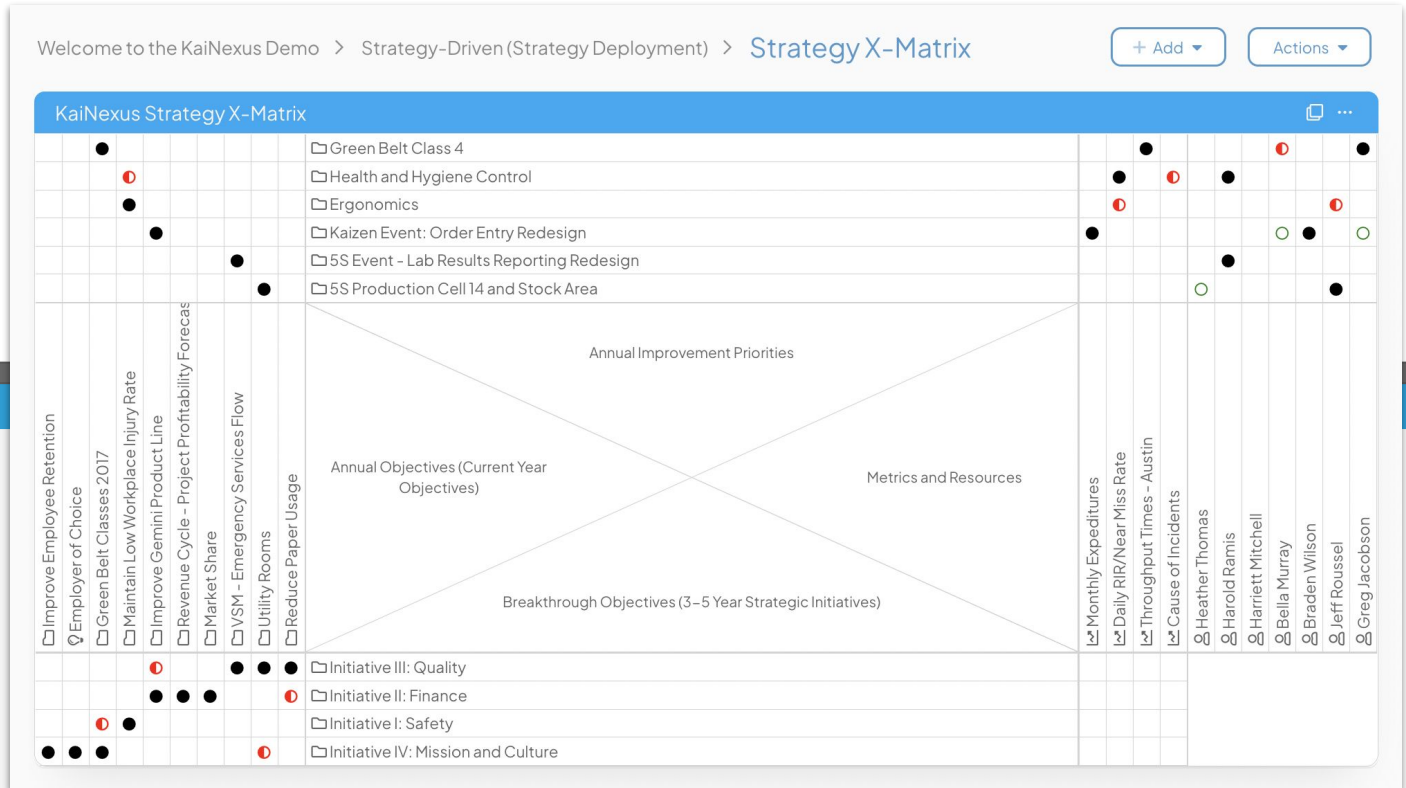 Welcome to the KaiNexus Demo > Strategy-Driven (Strategy Deployment) > Strategy X-Matrix
+ Add
Actions
KaiNexus Strategy X-Matrix
Green Belt Class 4
Health and Hygiene Control
Ergonomics
Kaizen Event: Order Entry Redesign
5S Event - Lab Results Reporting Redesign
5S Production Cell 14 and Stock Area
Improve Employee Retention
Employer of Choice
Green Belt Classes 2017
Maintain Low Workplace Injury Rate
Improve Gemini Product Line
Revenue Cycle - Project Profitability Forecas
Market Share
VSM - Emergency Services Flow
Utility Rooms
Reduce Paper Usage
Annual Improvement Priorities
Annual Objectives (Current Year
Objectives)
Metrics and Resources
Breakthrough Objectives (3-5 Year Strategic Initiatives)
Monthly Expeditures
Daily RIR/Near Miss Rate
Throughput Times - Austin
Cause of Incidents
Heather Thomas
Harold Ramis
Harriett Mitchell
Bella Murray
Braden Wilson
Jeff Roussel
Greg Jacobson
Initiative III: Quality
Initiative II: Finance
Initiative I: Safety
Initiative IV: Mission and Culture